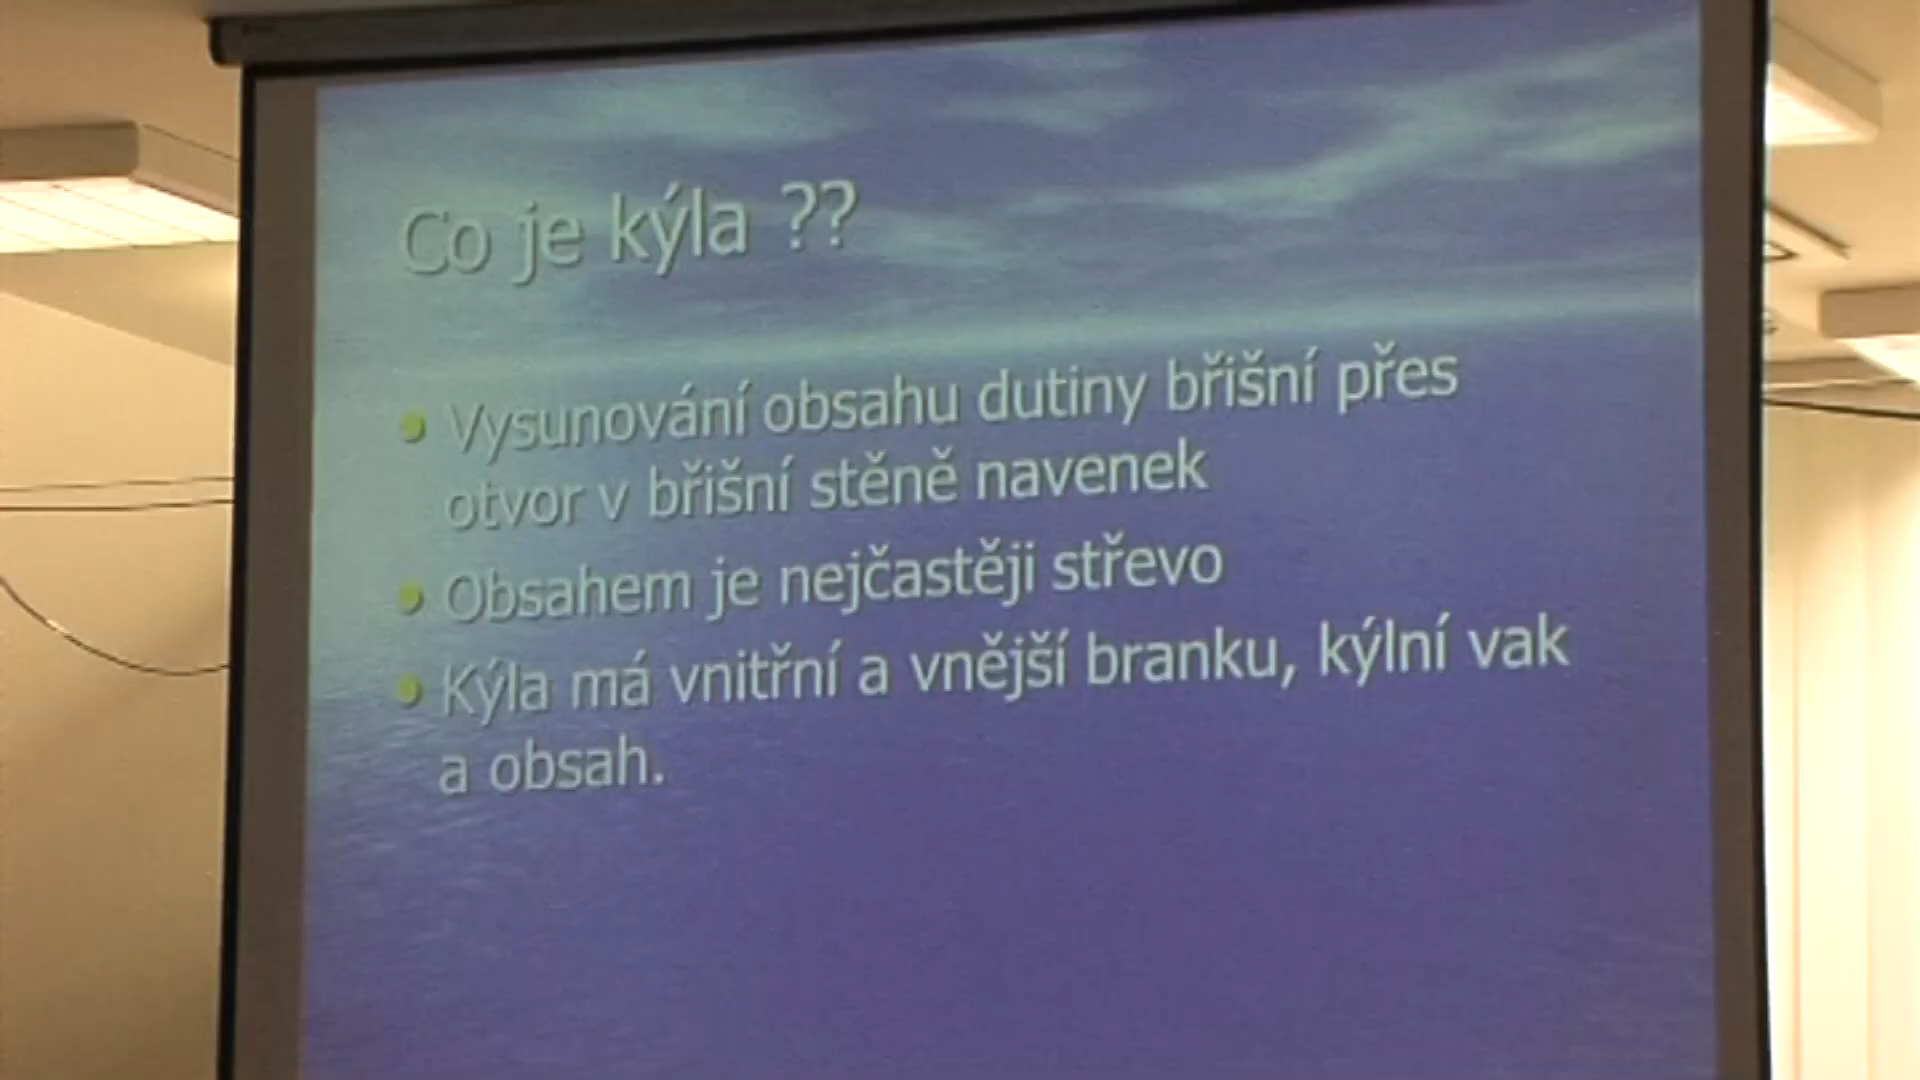 Co je kýla ??
• Vysunování obsahu dutiny břišní přes
otvor v břišní stěně navenek
• Obsahem je nejčastěji střevo
• Kýla má vnitřní a vnější branku, kýlní vak
a obsah.